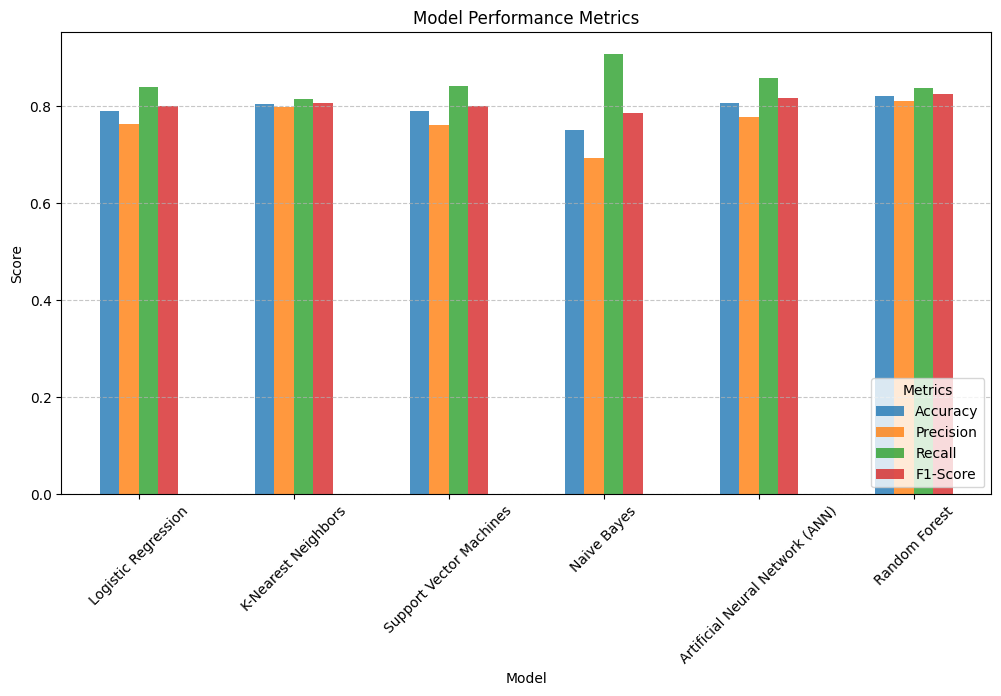 Model Performance Metrics
Score
0.8
0.6
0.4
0.2
0.0
Metrics
Accuracy
Precision
Recall
F1-Score
Logistic Regression
K-Nearest Neighbors
Support Vector Machines
Naive Bayes
Artificial Neural Network (ANN)
Random Forest
Model